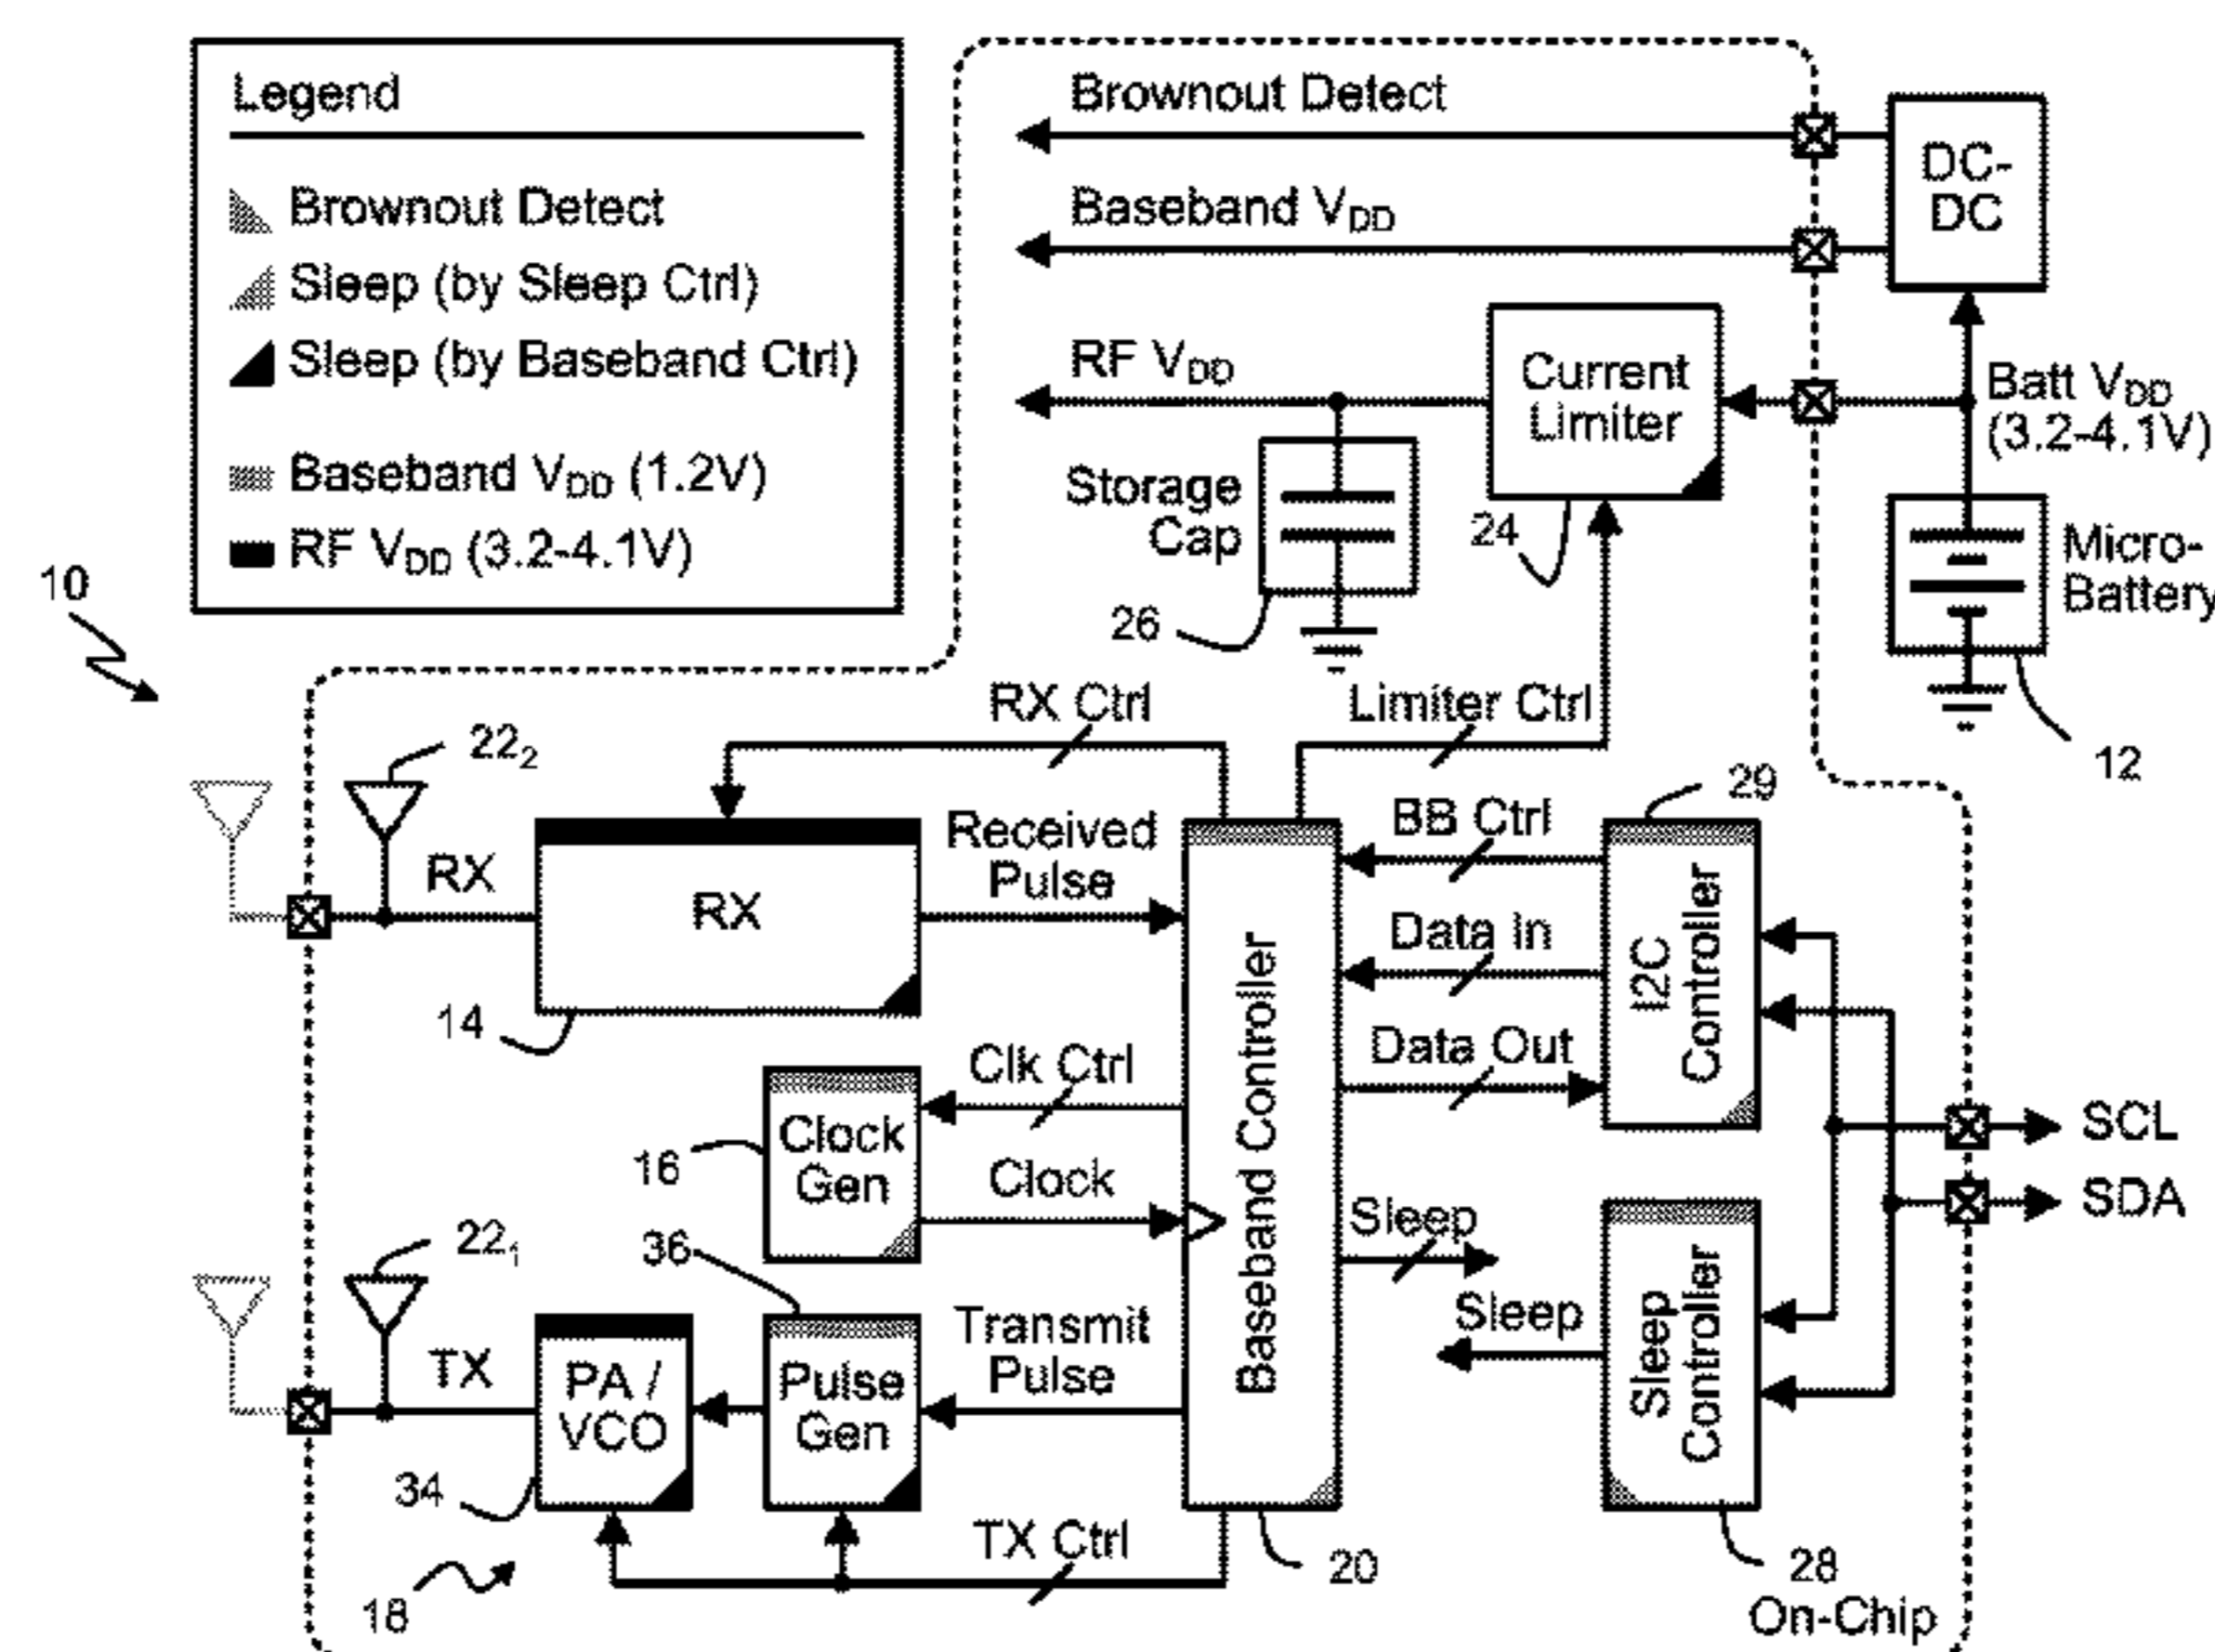 Legend
Brownout Detect
Sleep (by Sleep Ctrl)
Sleep (by Baseband Ctrl)
Baseband VDD (1.2V)
RF VDD (3.2-4.1V)
Brownout Detect
Baseband VDD
RF VDD
DC-
DC
Current
Limiter
Batt VDD
(3.2-4.1V)
Storage
Cap
24
26
Micro-
Battery
12
10
RX Ctrl
Limiter Ctrl
22₂
RX
RX
14
Received
Pulse
BB Ctrl
Data In
Data Out
29
I2C
Controller
Clk Ctrl
Clock
Clock
Gen
16
36
Baseband Controller
Sleep
Sleep
Sleep
Controller
SCL
SDA
22₁
TX
PA /
VCO
Pulse
Gen
Transmit
Pulse
34
TX Ctrl
18
20
28
On-Chip